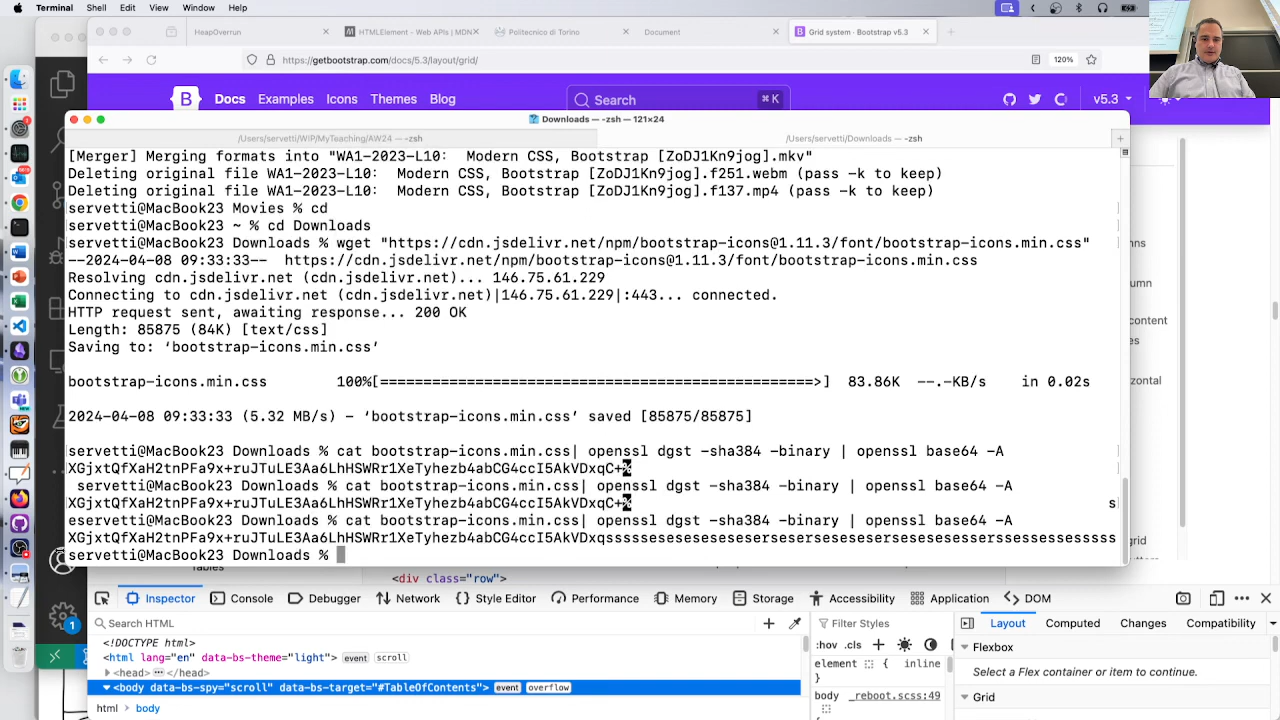 Terminal Shell Edit View Window Help
HeapOverrun
HTMLElement - Web APIs | MDN
Politecnico di Torino
Document
Grid system · Bootstrap v5.3
https://getbootstrap.com/docs/5.3/layout/grid/
120%
Docs Examples Icons Themes Blog
Search
⌘ K
v5.3
Downloads — -zsh — 121×24
/Users/servetti/WIP/MyTeaching/AW24 — -zsh
/Users/servetti/Downloads — -zsh
[Merger] Merging formats into "WA1-2023-L10： Modern CSS, Bootstrap [ZoDJ1Kn9jog].mkv"
Deleting original file WA1-2023-L10： Modern CSS, Bootstrap [ZoDJ1Kn9jog].f251.webm (pass -k to keep)
Deleting original file WA1-2023-L10： Modern CSS, Bootstrap [ZoDJ1Kn9jog].f137.mp4 (pass -k to keep)
servetti@MacBook23 Movies % cd
servetti@MacBook23 ~ % cd Downloads
servetti@MacBook23 Downloads % wget "https://cdn.jsdelivr.net/npm/bootstrap-icons@1.11.3/font/bootstrap-icons.min.css"
--2024-04-08 09:33:33-- https://cdn.jsdelivr.net/npm/bootstrap-icons@1.11.3/font/bootstrap-icons.min.css
Resolving cdn.jsdelivr.net (cdn.jsdelivr.net)... 146.75.61.229
Connecting to cdn.jsdelivr.net (cdn.jsdelivr.net)|146.75.61.229|:443... connected.
HTTP request sent, awaiting response... 200 OK
Length: 85875 (84K) [text/css]
Saving to: ‘bootstrap-icons.min.css’
bootstrap-icons.min.css 100%[==================================================>] 83.86K --.-KB/s in 0.02s
2024-04-08 09:33:33 (5.32 MB/s) - ‘bootstrap-icons.min.css’ saved [85875/85875]
servetti@MacBook23 Downloads % cat bootstrap-icons.min.css| openssl dgst -sha384 -binary | openssl base64 -A
XGjxtQfXaH2tnPFa9x+ruJTuLE3Aa6LhHSWRr1XeTyhezb4abCG4ccI5AkVDxqC+%
servetti@MacBook23 Downloads % cat bootstrap-icons.min.css| openssl dgst -sha384 -binary | openssl base64 -A
XGjxtQfXaH2tnPFa9x+ruJTuLE3Aa6LhHSWRr1XeTyhezb4abCG4ccI5AkVDxqC+% s
eservetti@MacBook23 Downloads % cat bootstrap-icons.min.css| openssl dgst -sha384 -binary | openssl base64 -A
XGjxtQfXaH2tnPFa9x+ruJTuLE3Aa6LhHSWRr1XeTyhezb4abCG4ccI5AkVDxqsssssesesesesesersesersesesesersesesesserssessesssss
servetti@MacBook23 Downloads %
Tables
<div class="row">
Inspector Console Debugger Network Style Editor Performance Memory Storage Accessibility Application DOM
Search HTML
Filter Styles
Layout Computed Changes Compatibility
:hov .cls
<!DOCTYPE html>
<html lang="en" data-bs-theme="light"> event scroll
<head> ••• </head>
<body data-bs-spy="scroll" data-bs-target="#TableOfContents"> event overflow
html body
element inline
}
body _reboot.scss:49
{
Flexbox
Select a Flex container or item to continue.
Grid
1